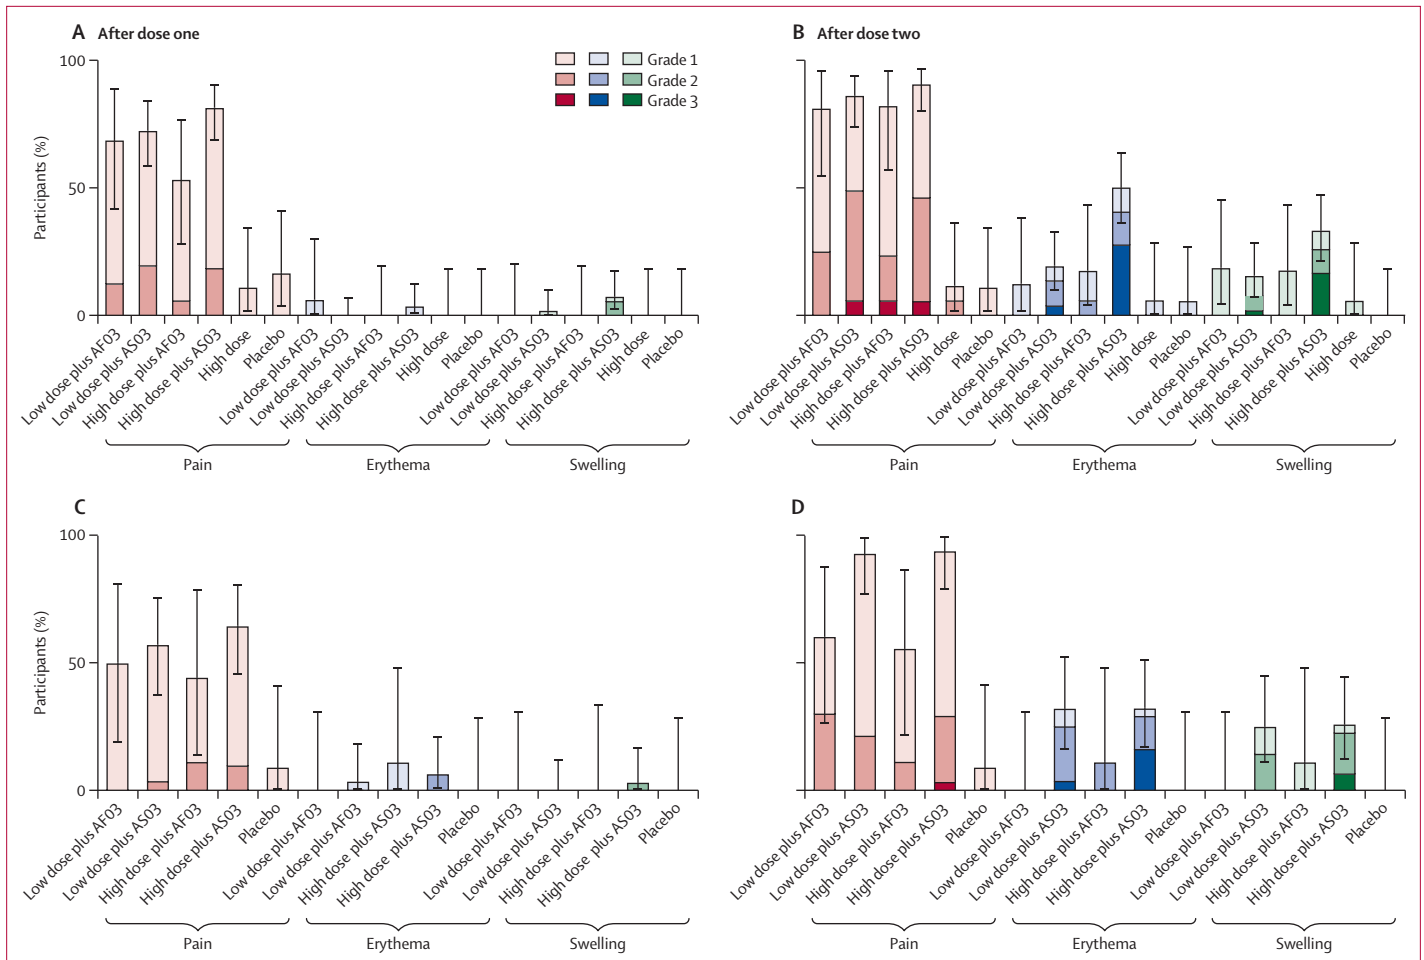 A After dose one
Grade 1
Grade 2
Grade 3
Participants (%)
100
50
0
Low dose plus AF03
Low dose plus AS03
High dose plus AF03
High dose plus AS03
High dose
Placebo
Low dose plus AF03
Low dose plus AS03
High dose plus AF03
High dose plus AS03
High dose
Placebo
Low dose plus AF03
Low dose plus AS03
High dose plus AF03
High dose plus AS03
High dose
Placebo
Pain
Erythema
Swelling
B After dose two
Low dose plus AF03
Low dose plus AS03
High dose plus AF03
High dose plus AS03
High dose
Placebo
Low dose plus AF03
Low dose plus AS03
High dose plus AF03
High dose plus AS03
High dose
Placebo
Low dose plus AF03
Low dose plus AS03
High dose plus AF03
High dose plus AS03
High dose
Placebo
Pain
Erythema
Swelling
C
Participants (%)
100
50
0
Low dose plus AF03
Low dose plus AS03
High dose plus AF03
High dose plus AS03
Placebo
Low dose plus AF03
Low dose plus AF03
High dose plus AS03
High dose plus AS03
Placebo
Low dose plus AF03
Low dose plus AS03
High dose plus AF03
High dose plus AS03
Placebo
Pain
Erythema
Swelling
D
Low dose plus AF03
Low dose plus AS03
High dose plus AF03
High dose plus AS03
Placebo
Low dose plus AF03
Low dose plus AS03
High dose plus AF03
High dose plus AS03
Placebo
Low dose plus AF03
Low dose plus AS03
High dose plus AF03
High dose plus AS03
Placebo
Pain
Erythema
Swelling